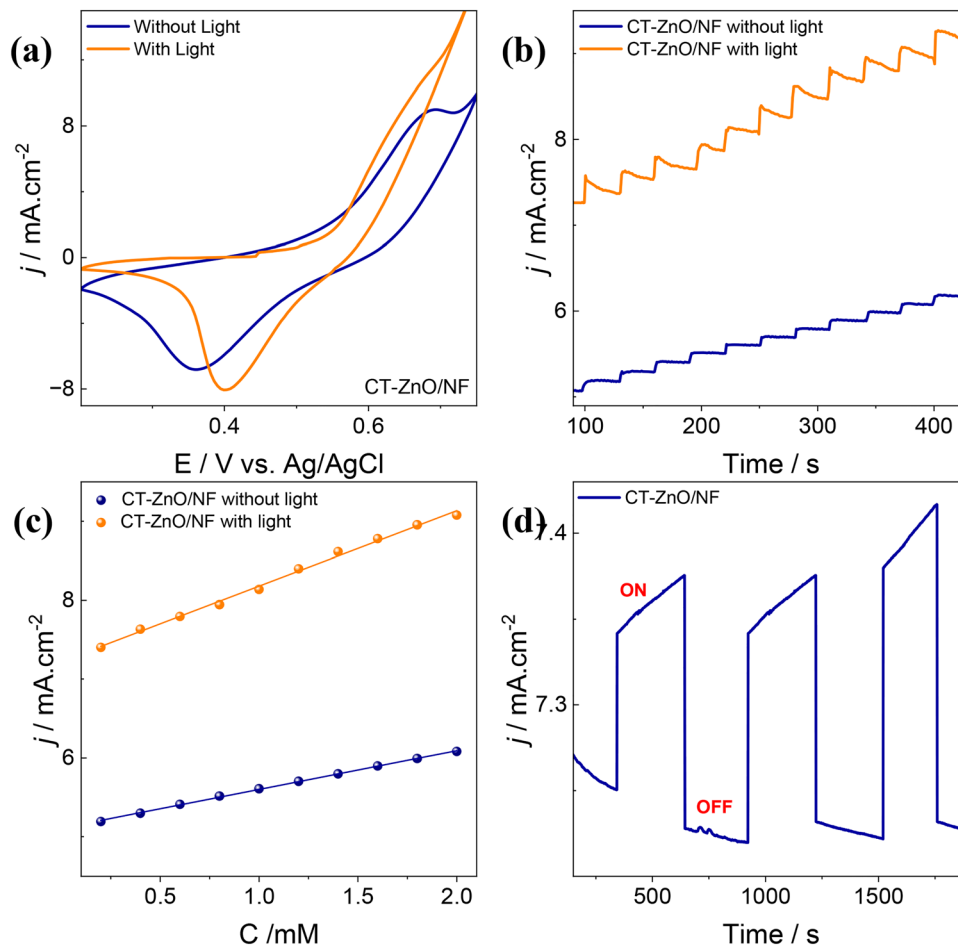 (a)
Without Light
With Light
8
0
−8
j / mA.cm-2
0.4
0.6
E / V vs. Ag/AgCl
CT-ZnO/NF
(b)
CT-ZnO/NF without light
CT-ZnO/NF with light
8
6
j / mA.cm-2
100
200
300
400
Time / s
(c)
CT-ZnO/NF without light
CT-ZnO/NF with light
8
6
j / mA.cm-2
0.5
1.0
1.5
2.0
C /mM
(d)
CT-ZnO/NF
7.4
7.3
j / mA.cm-2
ON
OFF
500
1000
1500
Time / s